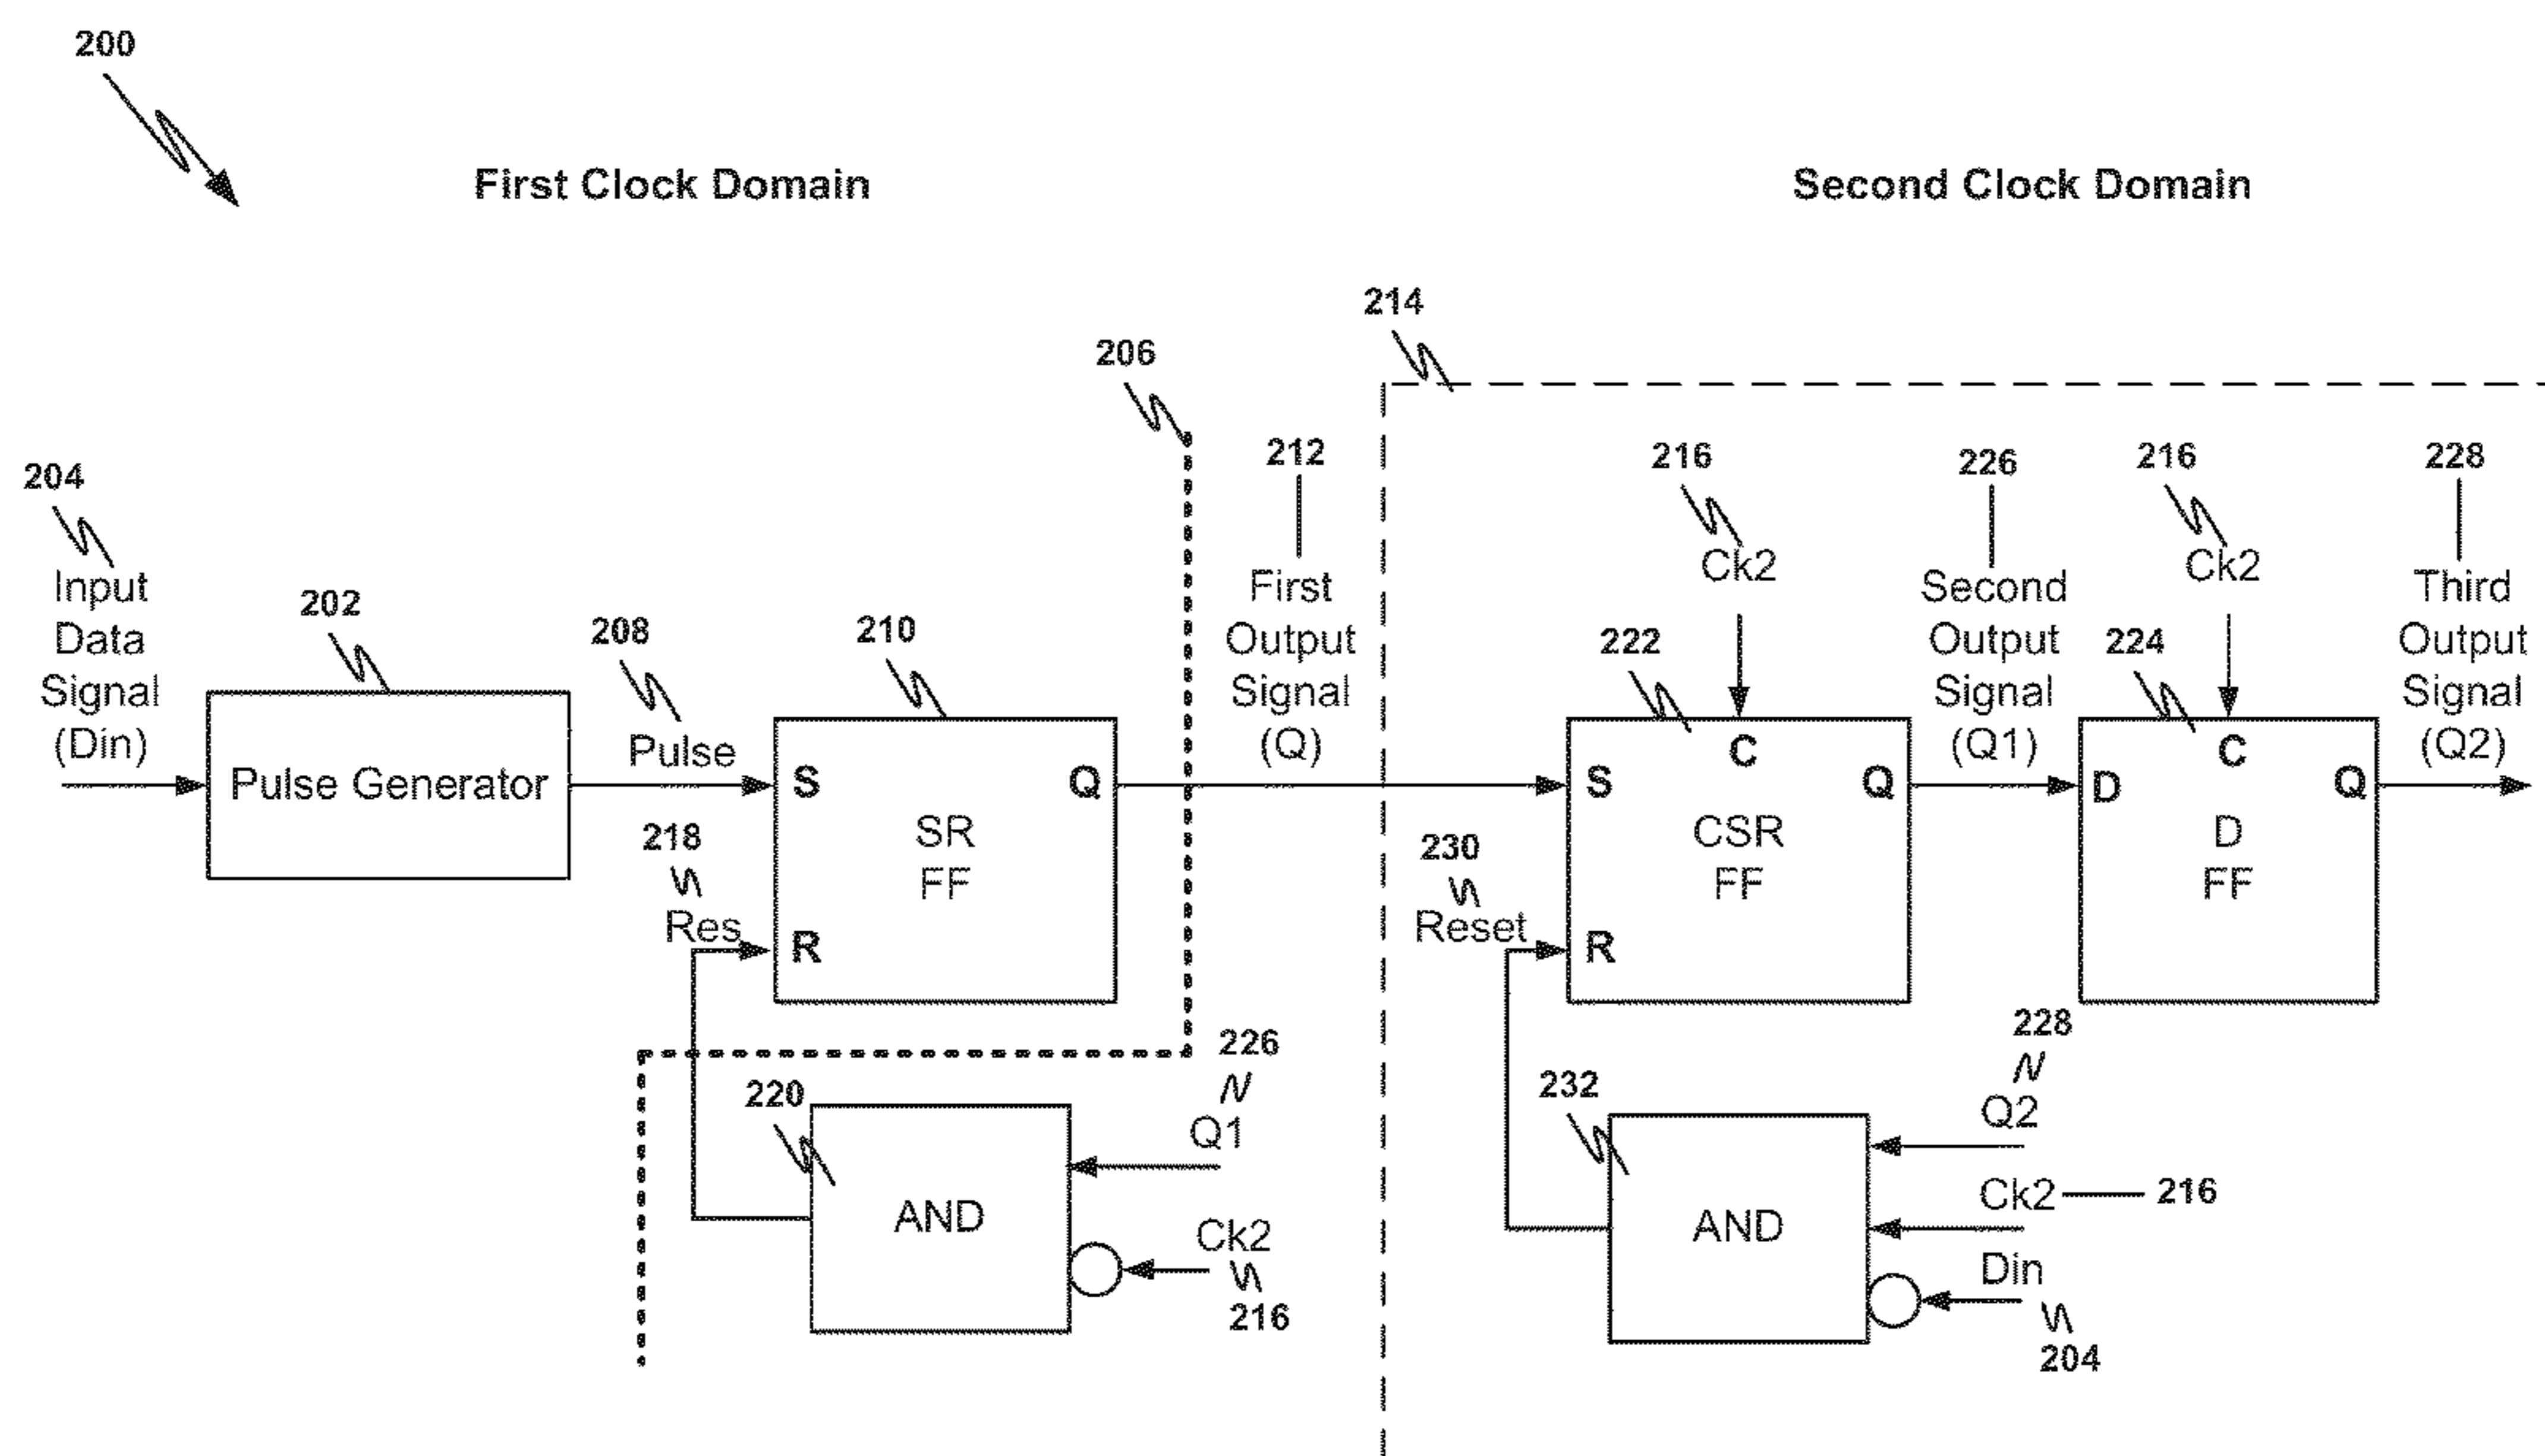 200
First Clock Domain
Second Clock Domain
214
206
204
Input
Data
Signal
(Din)
202
Pulse Generator
208
Pulse
210
S
Q
SR
FF
R
218
Res
212
First
Output
Signal
(Q)
216
Ck2
222
C
S
Q
CSR
FF
R
230
Reset
226
Second
Output
Signal
(Q1)
216
Ck2
224
C
D
Q
D
FF
228
Third
Output
Signal
(Q2)
220
AND
226
Q1
Ck2
216
232
AND
228
Q2
Ck2
216
Din
204